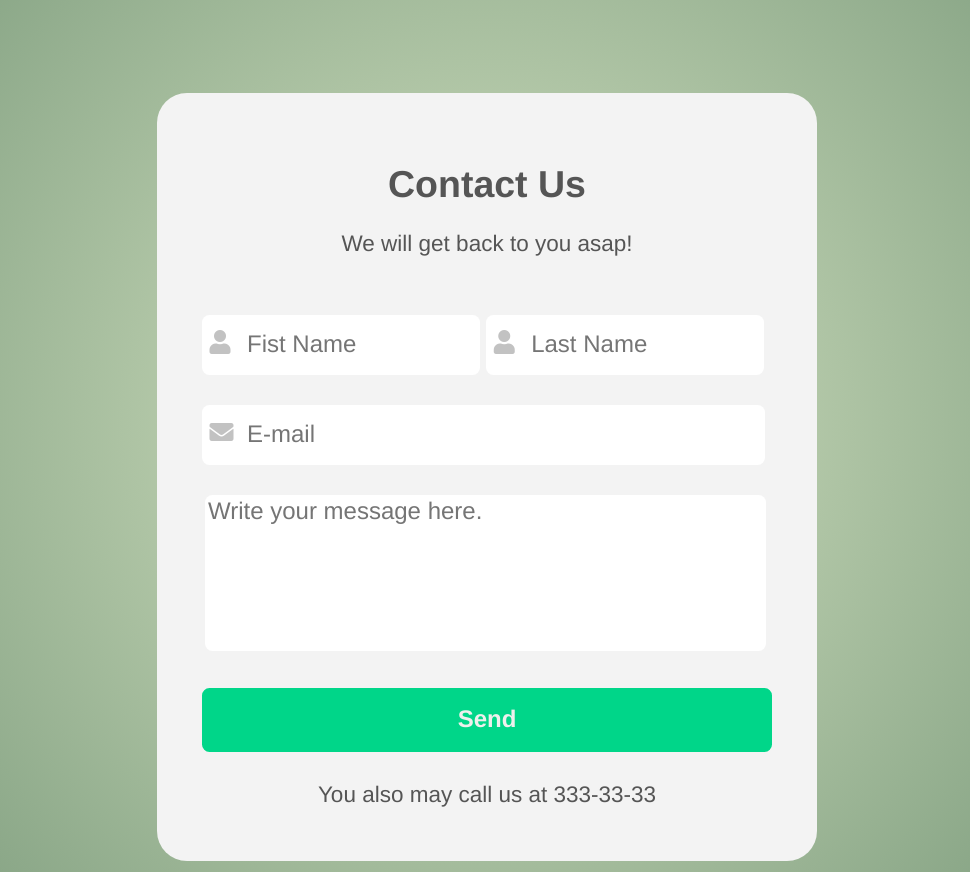 Contact Us
We will get back to you asap!
Fist Name
Last Name
E-mail
Write your message here.
Send
You also may call us at 333-33-33